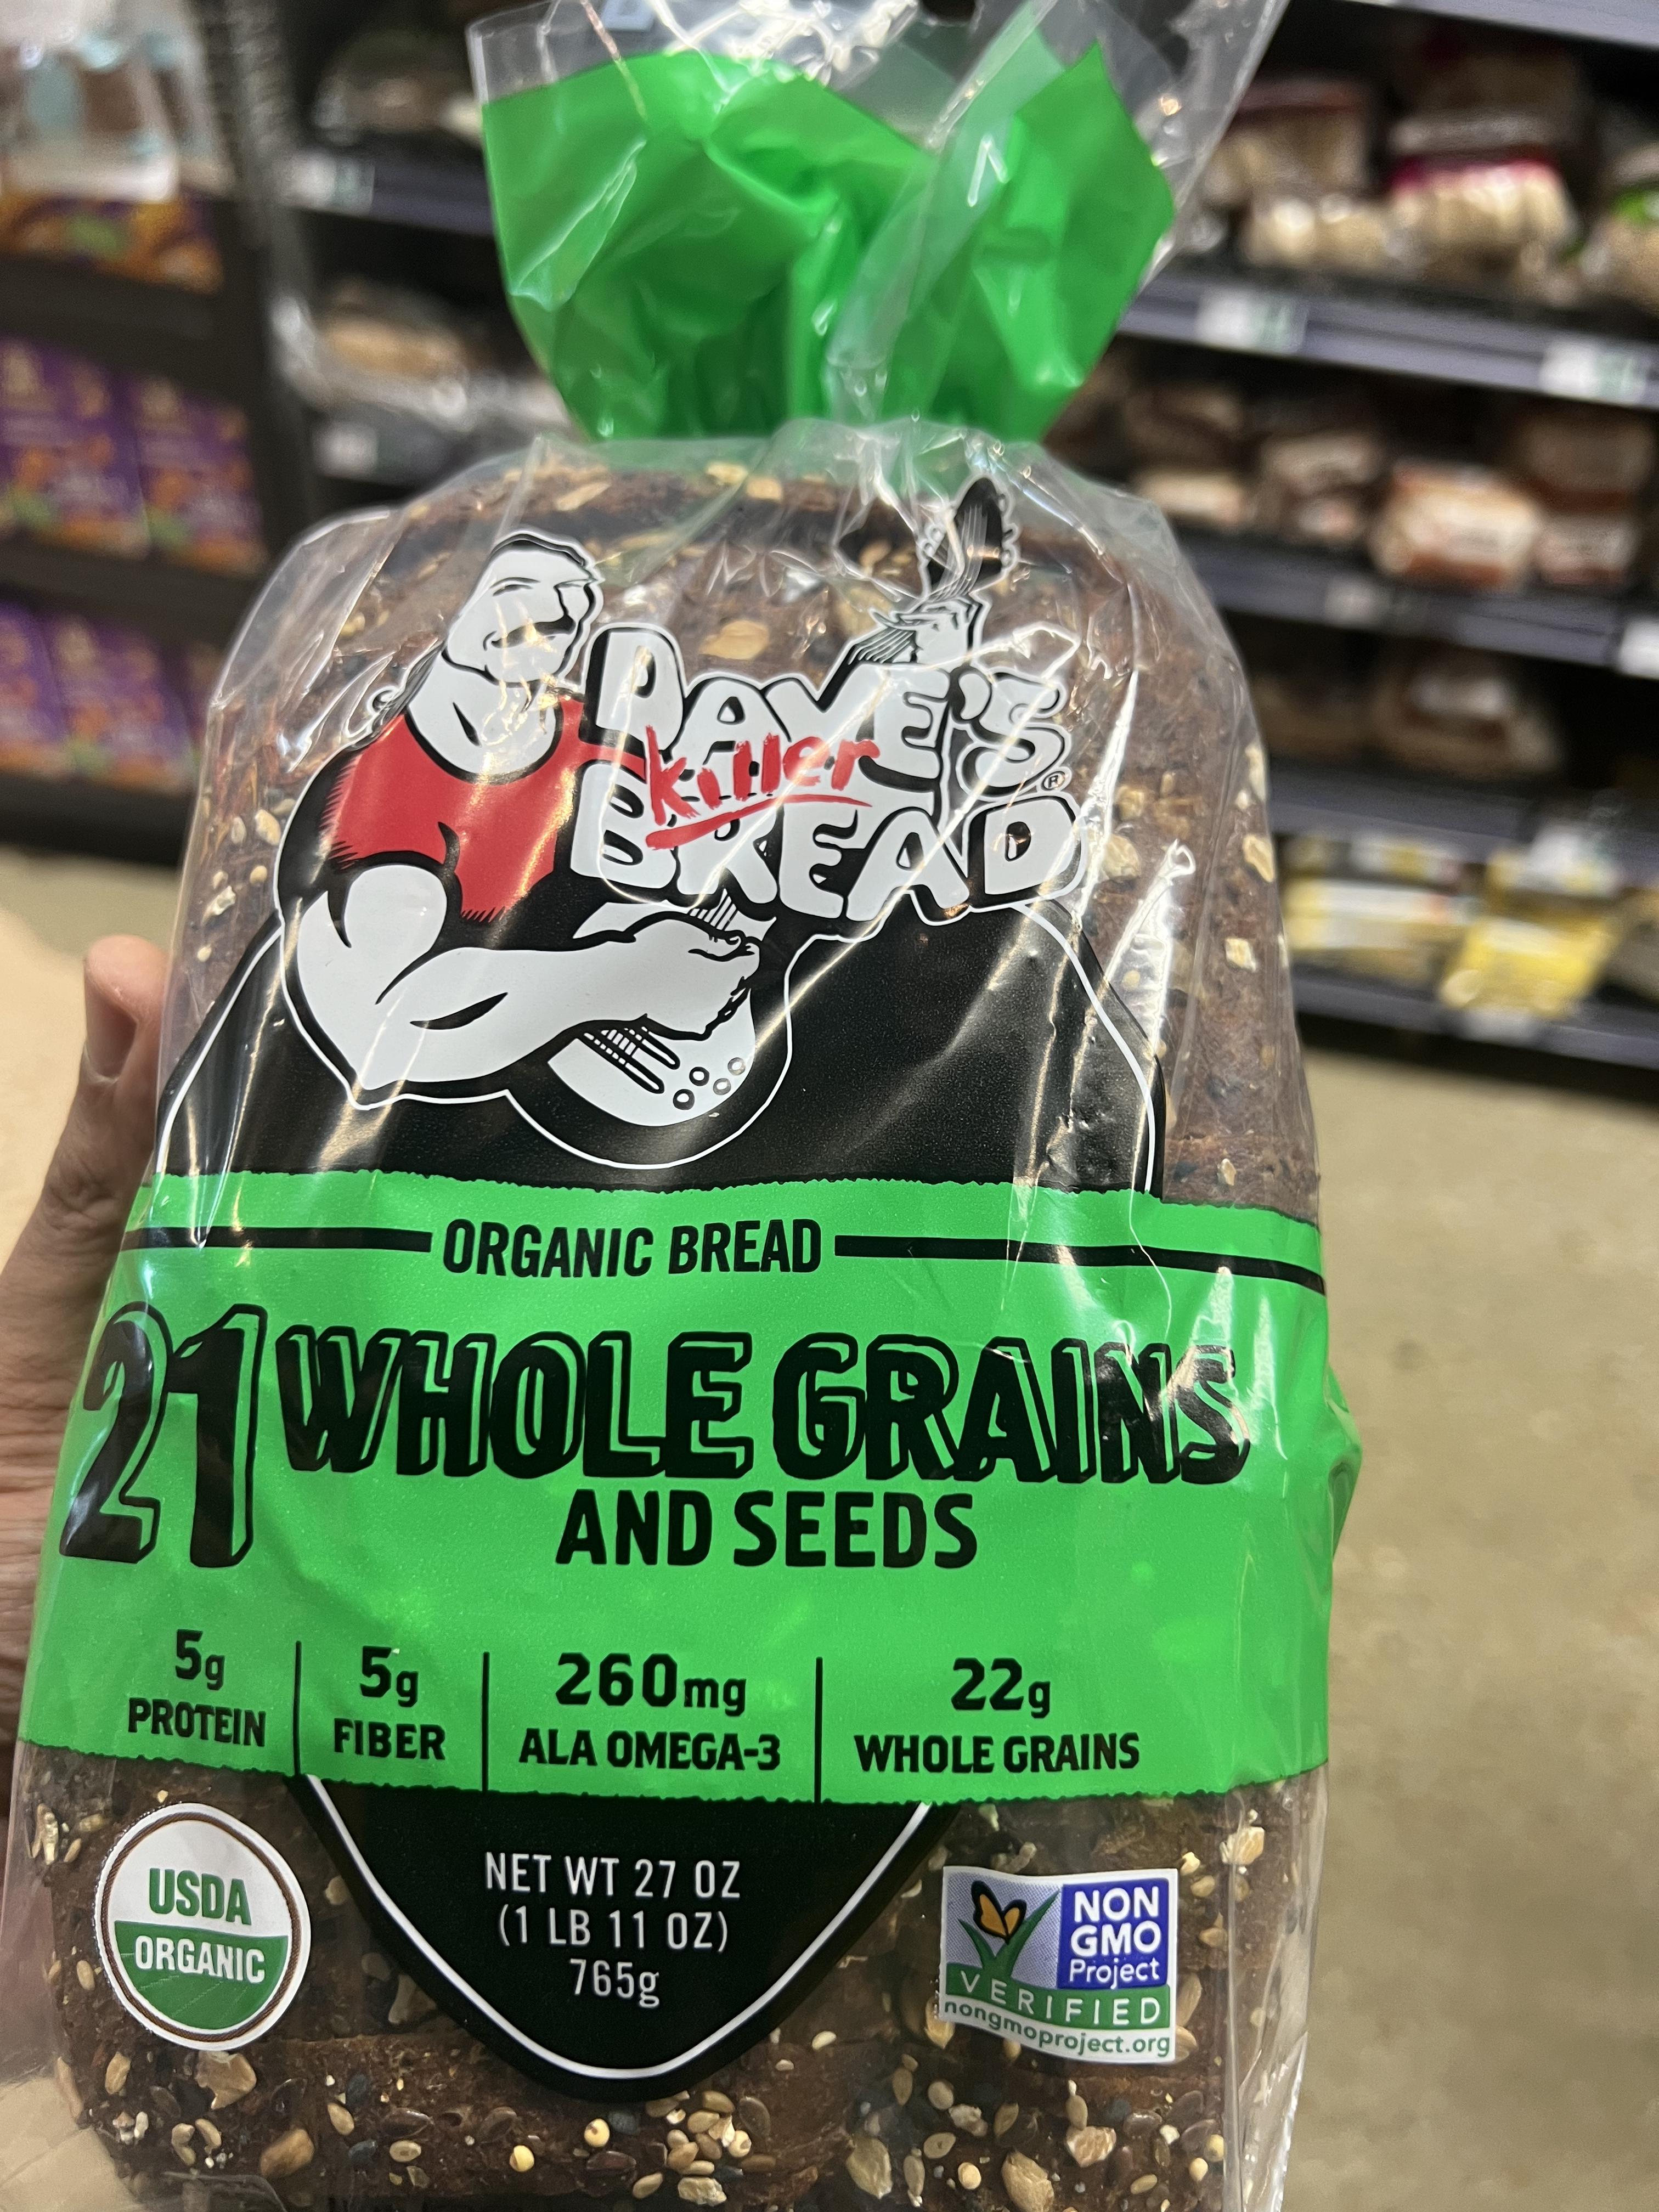 DAVE'S
killer
BREAD®
ORGANIC BREAD
21 WHOLE GRAINS
AND SEEDS
5g
PROTEIN
5g
FIBER
260mg
ALA OMEGA-3
22g
WHOLE GRAINS
NET WT 27 OZ
(1 LB 11 OZ)
765g
USDA
ORGANIC
NON
GMO
Project
VERIFIED
nongmoproject.org